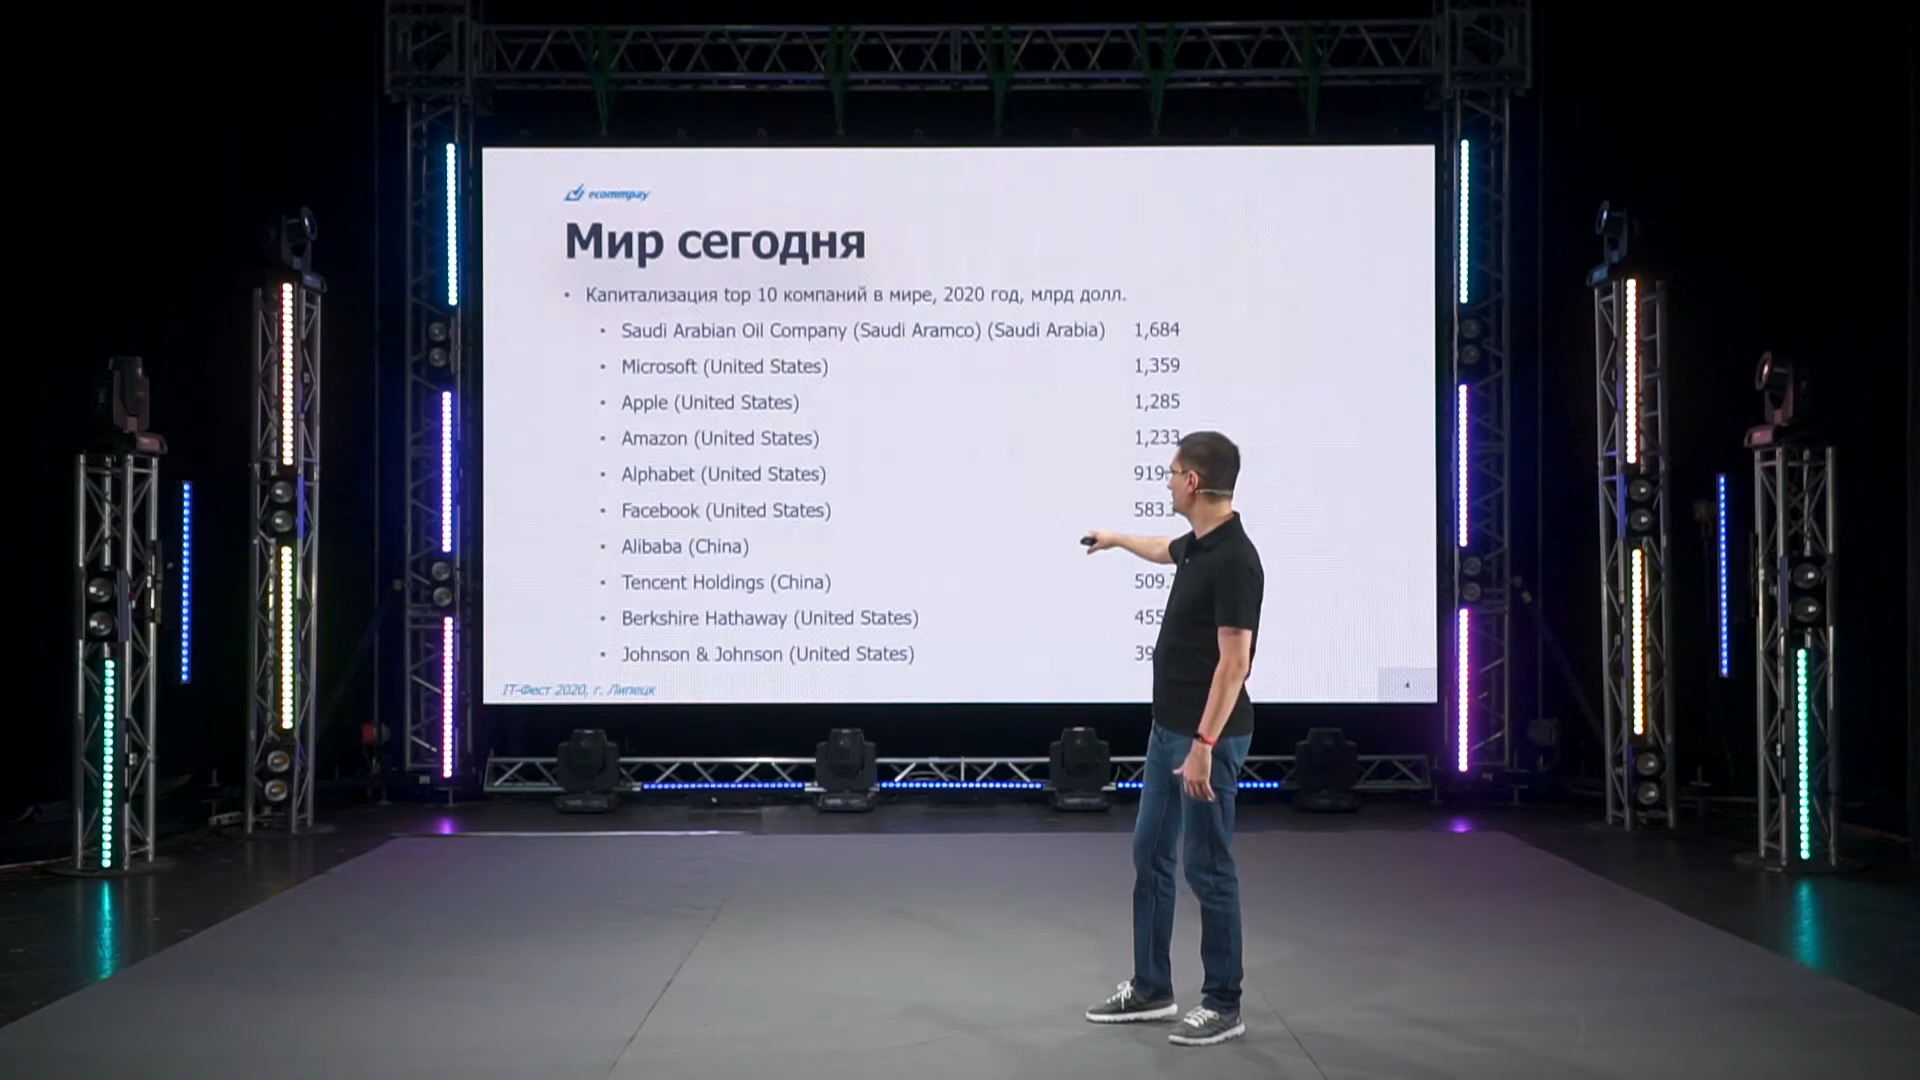 ecommpay
Мир сегодня
• Капитализация top 10 компаний в мире, 2020 год, млрд долл.
• Saudi Arabian Oil Company (Saudi Aramco) (Saudi Arabia) 1,684
• Microsoft (United States) 1,359
• Apple (United States) 1,285
• Amazon (United States) 1,233
• Alphabet (United States) 919.
• Facebook (United States) 583.
• Alibaba (China)
• Tencent Holdings (China) 509.
• Berkshire Hathaway (United States) 455
• Johnson & Johnson (United States) 39
IT-Фест 2020, г. Липецк
4